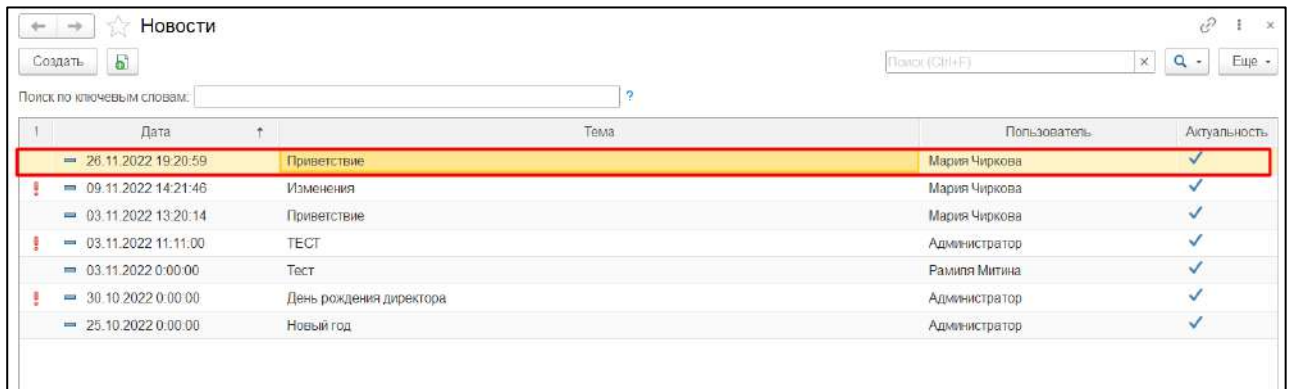 Новости
Создать Поиск (Ctrl+F) × Еще
Поиск по ключевым словам: ?
! Дата ↑ Тема Пользователь Актуальность
26.11.2022 19:20:59 Приветствие Мария Чиркова
09.11.2022 14:21:46 Изменения Мария Чиркова
03.11.2022 13:20:14 Приветствие Мария Чиркова
03.11.2022 11:11:00 ТЕСТ Администратор
03.11.2022 0:00:00 Тест Рамиля Митина
30.10.2022 0:00:00 День рождения директора Администратор
25.10.2022 0:00:00 Новый год Администратор